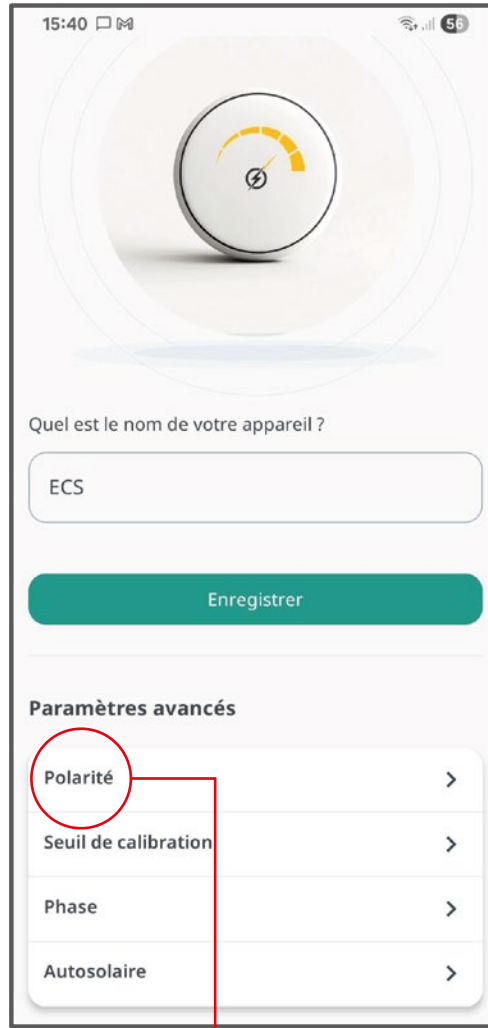 15:40
56
Quel est le nom de votre appareil ?
ECS
Enregistrer
Paramètres avancés
Polarité
Seuil de calibration
Phase
Autosolaire